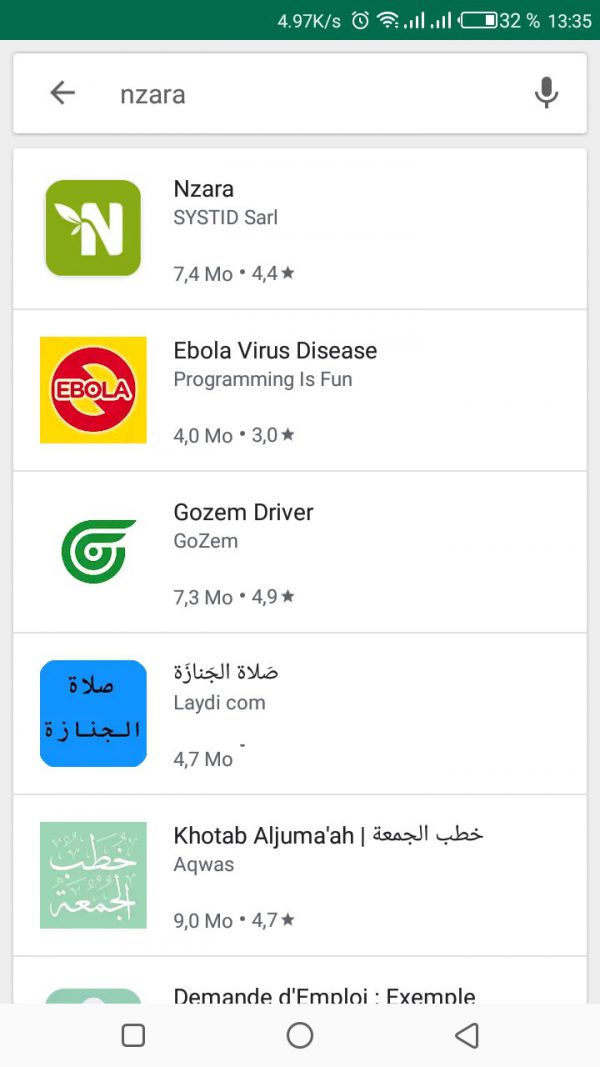 4.97K/s 32 % 13:35
nzara
N
Nzara
SYSTID Sarl
7,4 Mo • 4,4★
EBOLA
Ebola Virus Disease
Programming Is Fun
4,0 Mo • 3,0★
Gozem Driver
GoZem
7,3 Mo • 4,9★
صلاة
الجنازة
صَلاة الجَنازَة
Laydi com
4,7 Mo -
خطب
الجمعة
Khotab Aljuma'ah | خطب الجمعة
Aqwas
9,0 Mo • 4,7★
Demande d'Emploi : Exemple